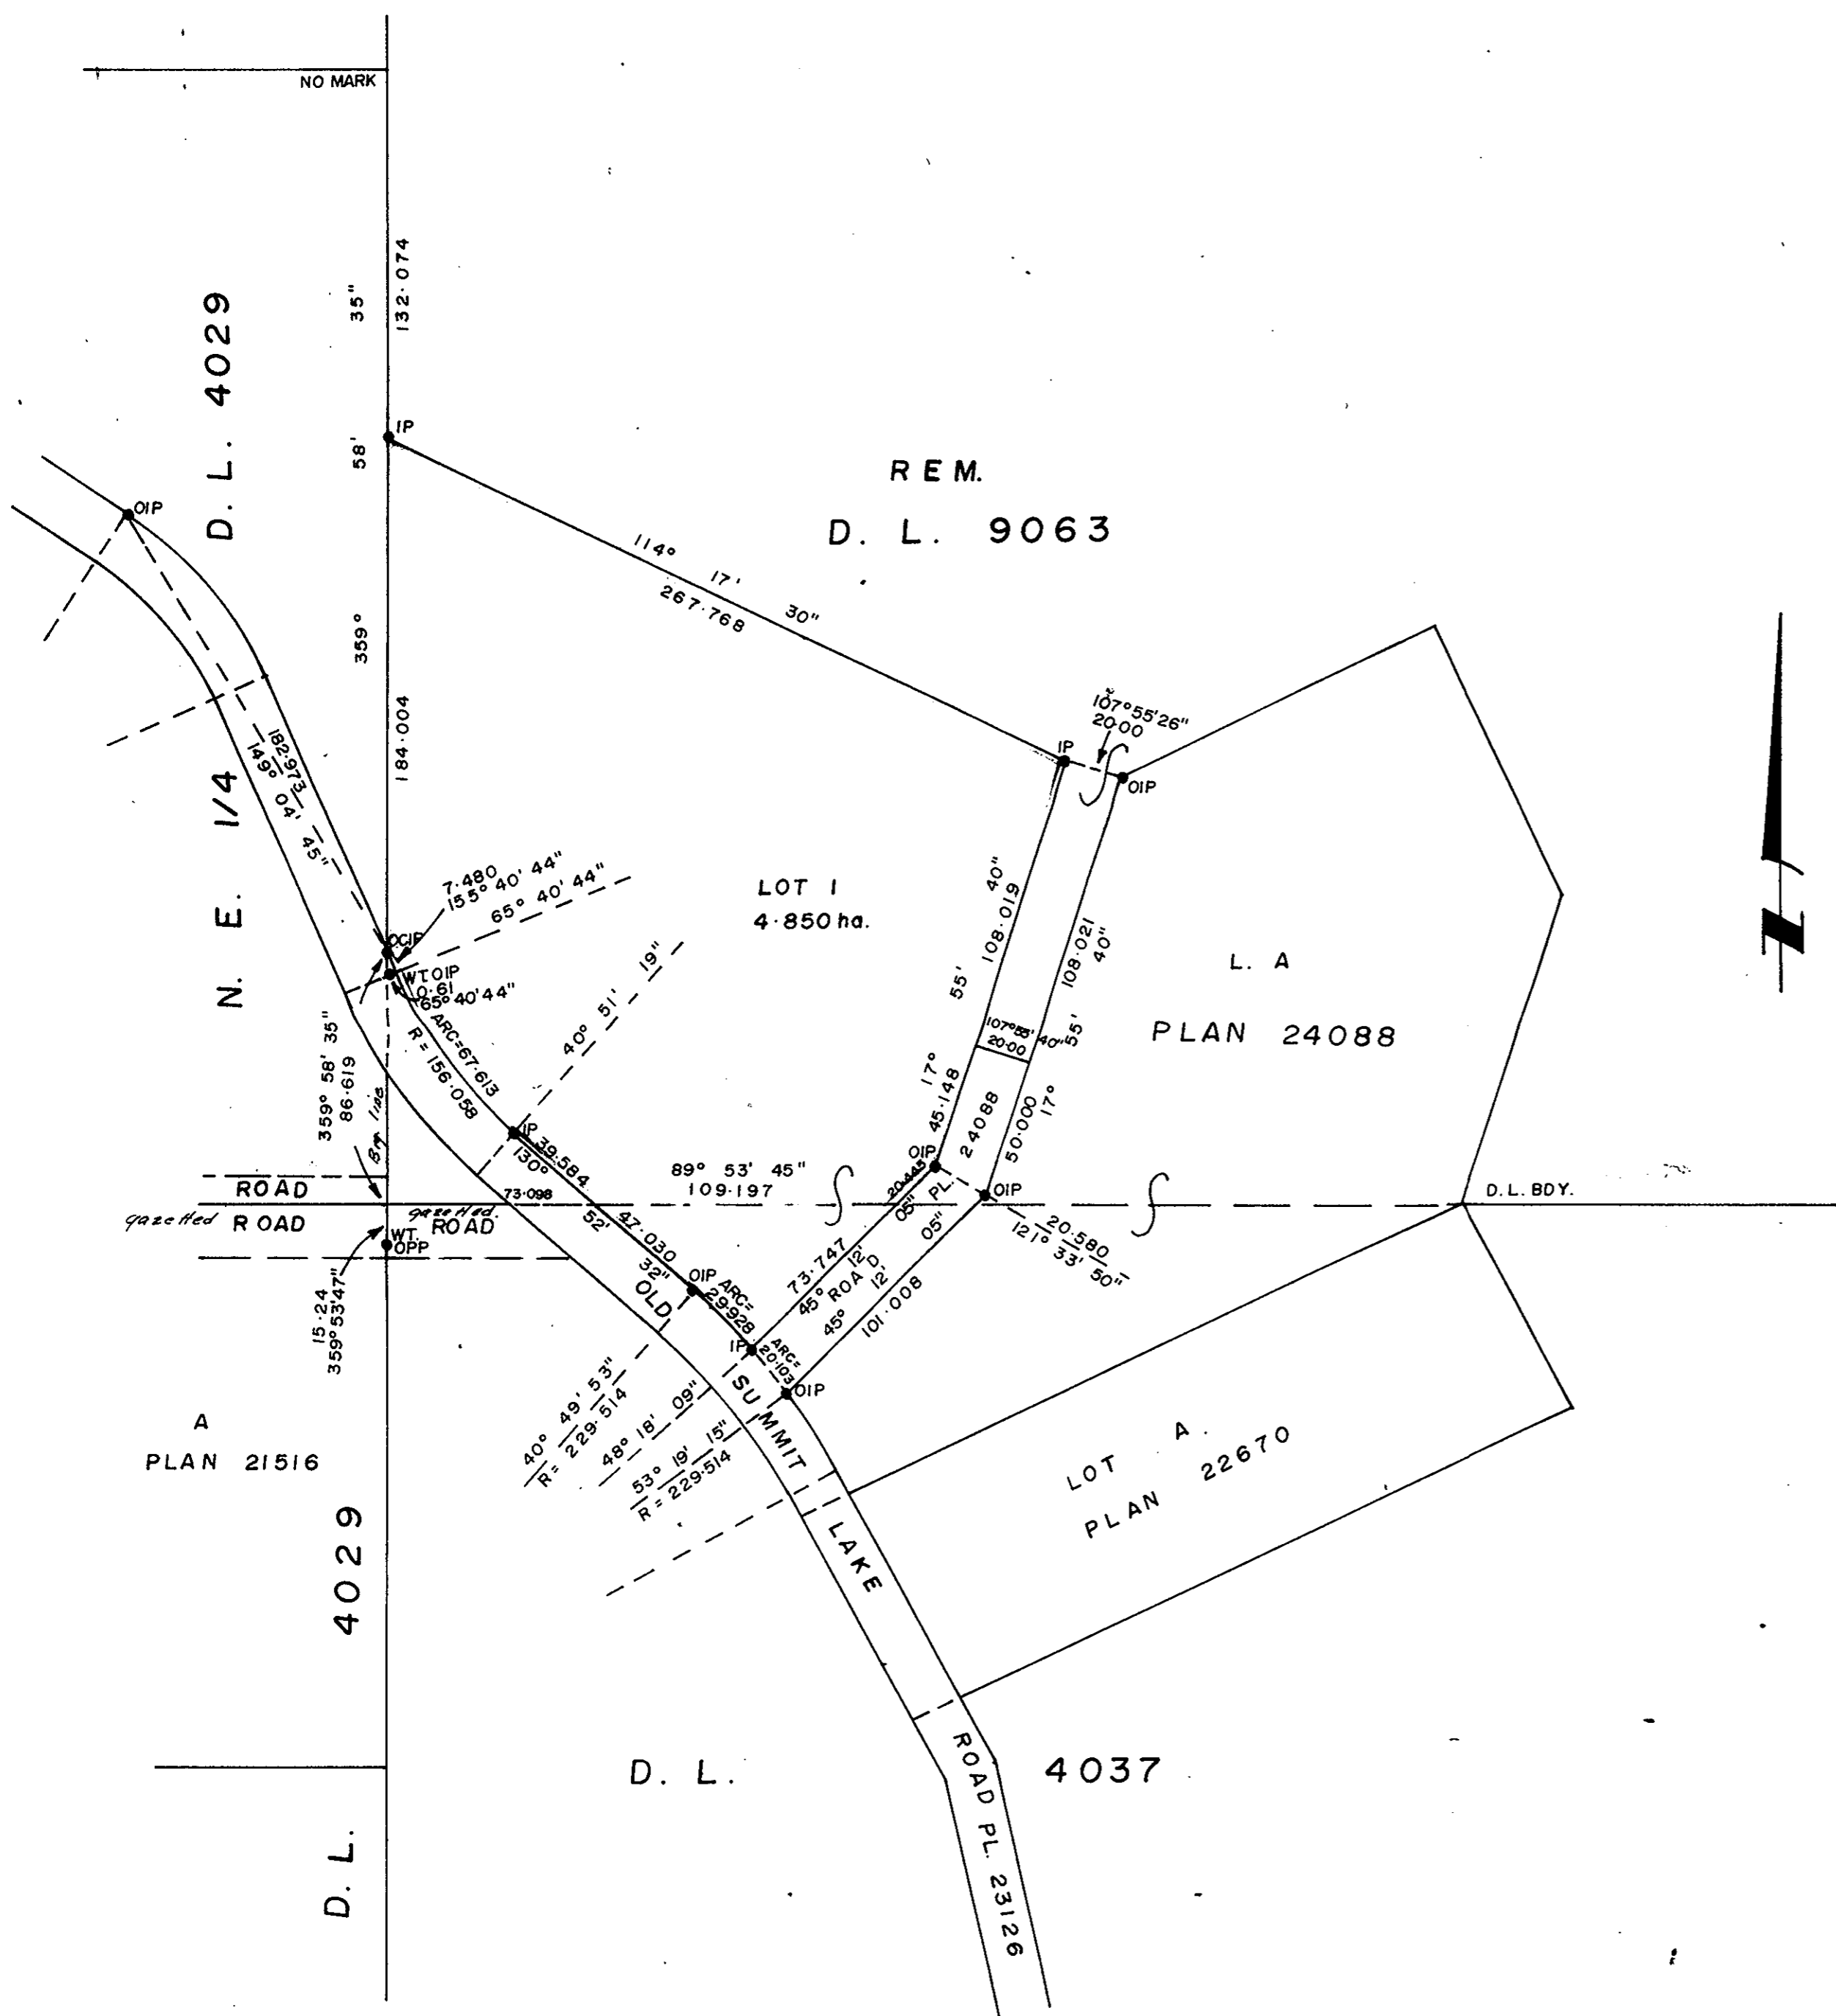 NO MARK
132.074
35"
D. L. 4029
IP
58'
REM.
D. L. 9063
OIP
114° 17' 30"
267.768
359°
184.004
107°55'26"
20.00
IP
OIP
182.973
149° 04' 45"
N. E. 1/4
7.480
155° 40' 44"
65° 40' 44"
LOT 1
4.850 ha.
40"
108.019
108.021
40"
OCIP
WT. OIP
0.61
65° 40' 44"
40° 51' 19"
55'
L. A
PLAN 24088
ARC=67.613
R = 156.058
359° 58' 35"
86.619
107°55' 40"
20.00
55'
17°
45.148
24088
50.000
17°
IP
39.584
130°
89° 53' 45"
109.197
OIP
20.445
05"
PL.
OIP
ROAD
gazetted ROAD
gazetted.
ROAD
73.098
D.L. BDY.
WT.
OPP
52'
47.030
32"
05"
20.580
121° 33' 50"
15.24
359°53'47"
OIP
ARC=
29.928
73.747
12'
45° ROAD
12'
45°
101.008
OLD
IP
ARC=
20.103
OIP
40° 49' 53"
R = 229.514
48° 18' 09"
53° 19' 15"
R = 229.514
SUMMIT
A
PLAN 21516
LOT A.
PLAN 22670
LAKE
D. L. 4029
D. L. 4037
ROAD PL. 23126